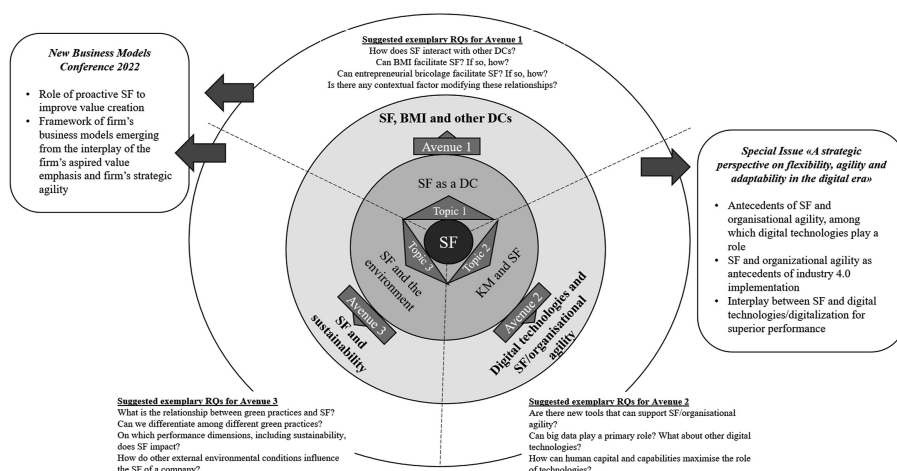 New Business Models
Conference 2022
• Role of proactive SF to
improve value creation
• Framework of firm's
business models emerging
from the interplay of the
firm's aspired value
emphasis and firm's strategic
agility
Suggested exemplary RQs for Avenue 1
How does SF interact with other DCs?
Can BMI facilitate SF? If so, how?
Can entrepreneurial bricolage facilitate SF? If so, how?
Is there any contextual factor modifying these relationships?
SF, BMI and other DCs
Avenue 1
SF as a DC
Topic 1
SF
Topic 3
Topic 2
SF and the
environment
KM and SF
Avenue 3
Avenue 2
SF and
sustainability
Digital technologies and
SF/organisational
agility
Special Issue «A strategic
perspective on flexibility, agility and
adaptability in the digital era»
• Antecedents of SF and
organisational agility, among
which digital technologies play a
role
• SF and organizational agility as
antecedents of industry 4.0
implementation
• Interplay between SF and digital
technologies/digitalization for
superior performance
Suggested exemplary RQs for Avenue 3
What is the relationship between green practices and SF?
Can we differentiate among different green practices?
On which performance dimensions, including sustainability,
does SF impact?
How do other external environmental conditions influence
the SF of a company?
Suggested exemplary RQs for Avenue 2
Are there new tools that can support SF/organisational
agility?
Can big data play a primary role? What about other digital
technologies?
How can human capital and capabilities maximise the role
of technologies?